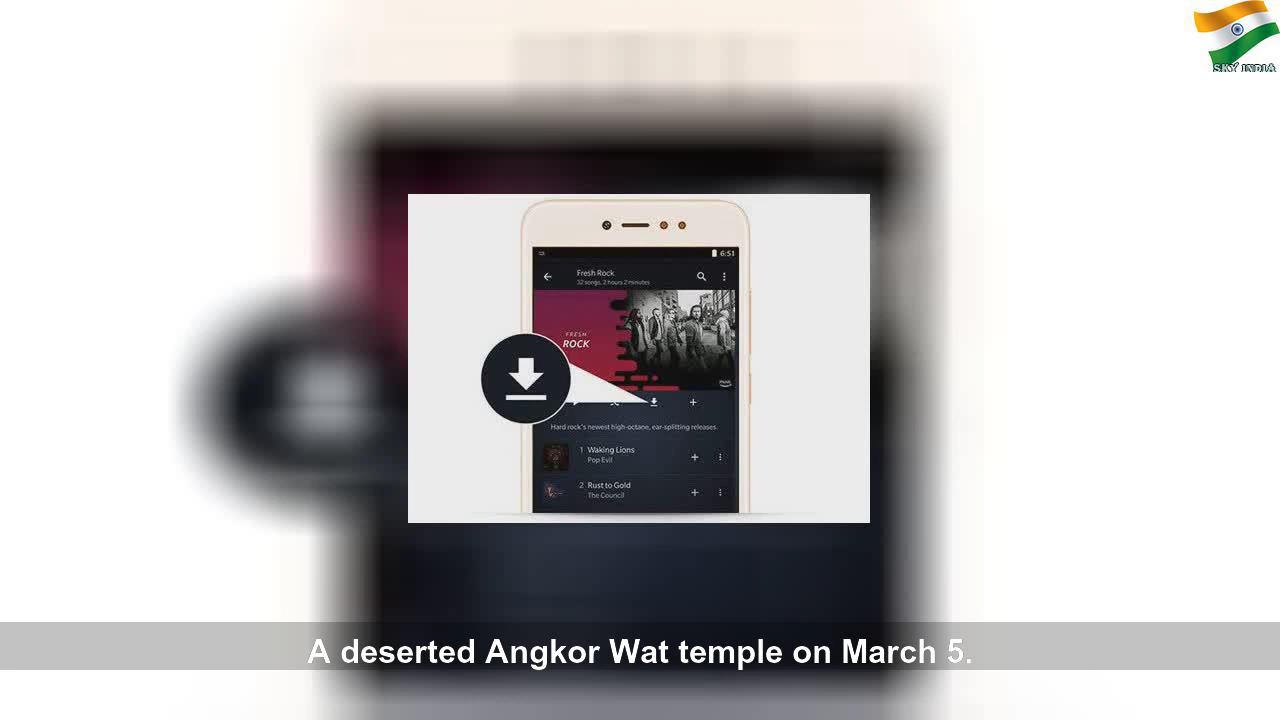 SKY INDIA
6:51
Fresh Rock
32 songs, 2 hours 2 minutes
FRESH
ROCK
music
Hard rock's newest high-octane, ear-splitting releases.
1 Waking Lions
Pop Evil
2 Rust to Gold
The Council
A deserted Angkor Wat temple on March 5.